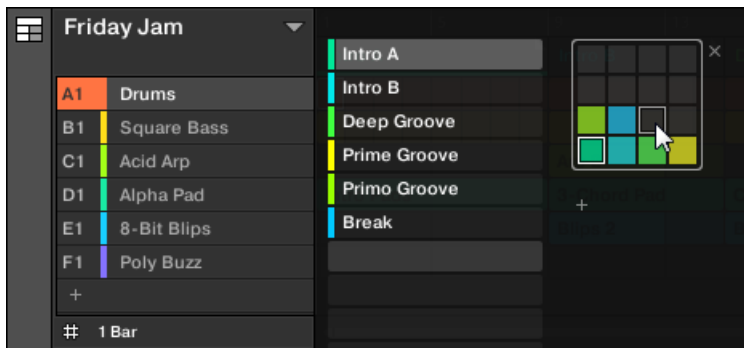 Friday Jam
A1 Drums
B1 Square Bass
C1 Acid Arp
D1 Alpha Pad
E1 8-Bit Blips
F1 Poly Buzz
+
# 1 Bar
Intro A
Intro B
Deep Groove
Prime Groove
Primo Groove
Break
×
+